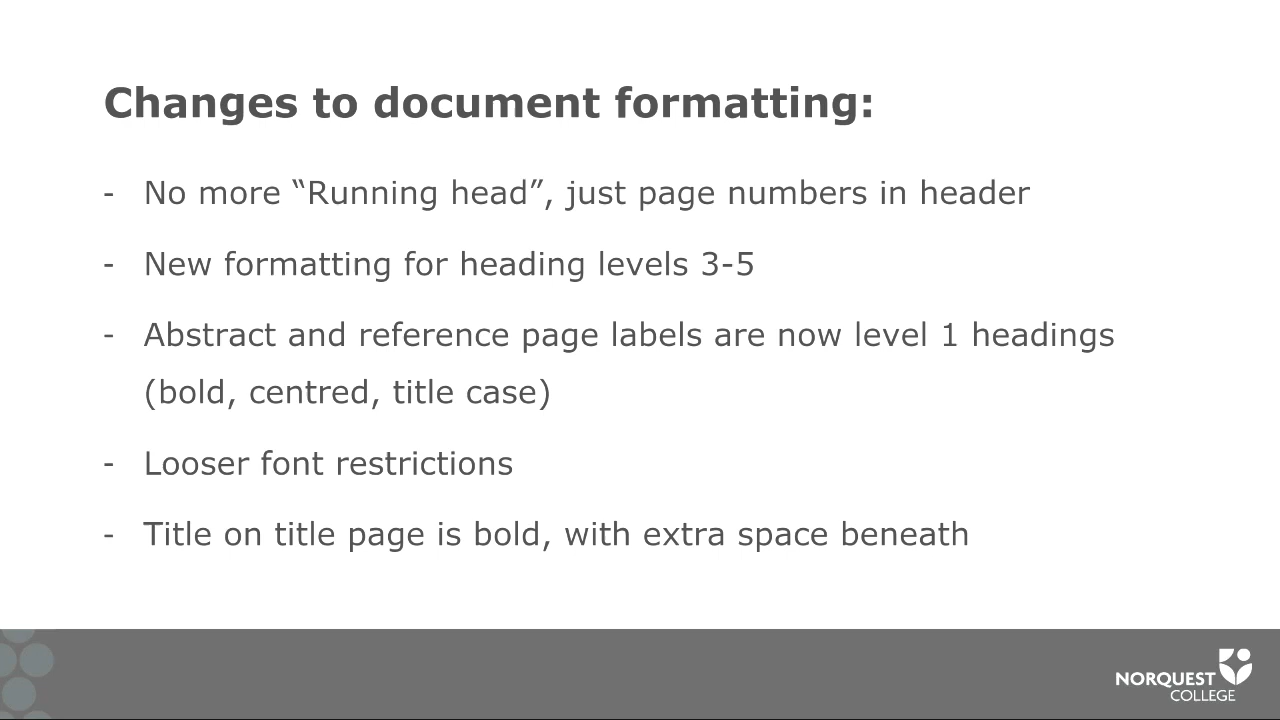 Changes to document formatting:
- No more “Running head”, just page numbers in header
- New formatting for heading levels 3-5
- Abstract and reference page labels are now level 1 headings
(bold, centred, title case)
- Looser font restrictions
- Title on title page is bold, with extra space beneath
NORQUEST
COLLEGE